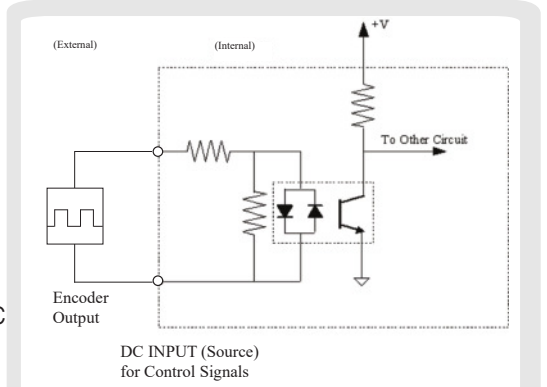 +V
(External)
(Internal)
To Other Circuit
Encoder
Output
C
DC INPUT (Source)
for Control Signals